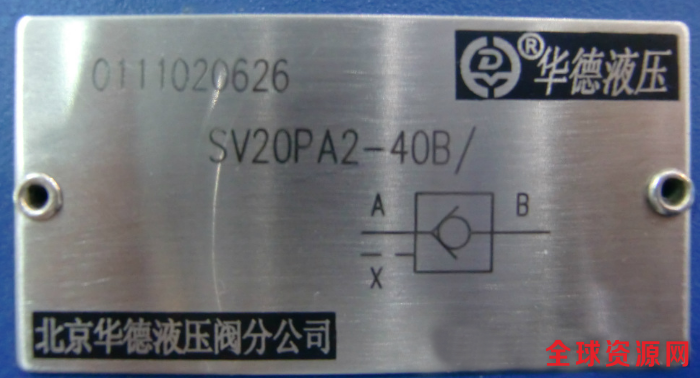 0111020626
® 华德液压
SV20PA2-40B/
A B
X
北京华德液压阀分公司
全球资源网